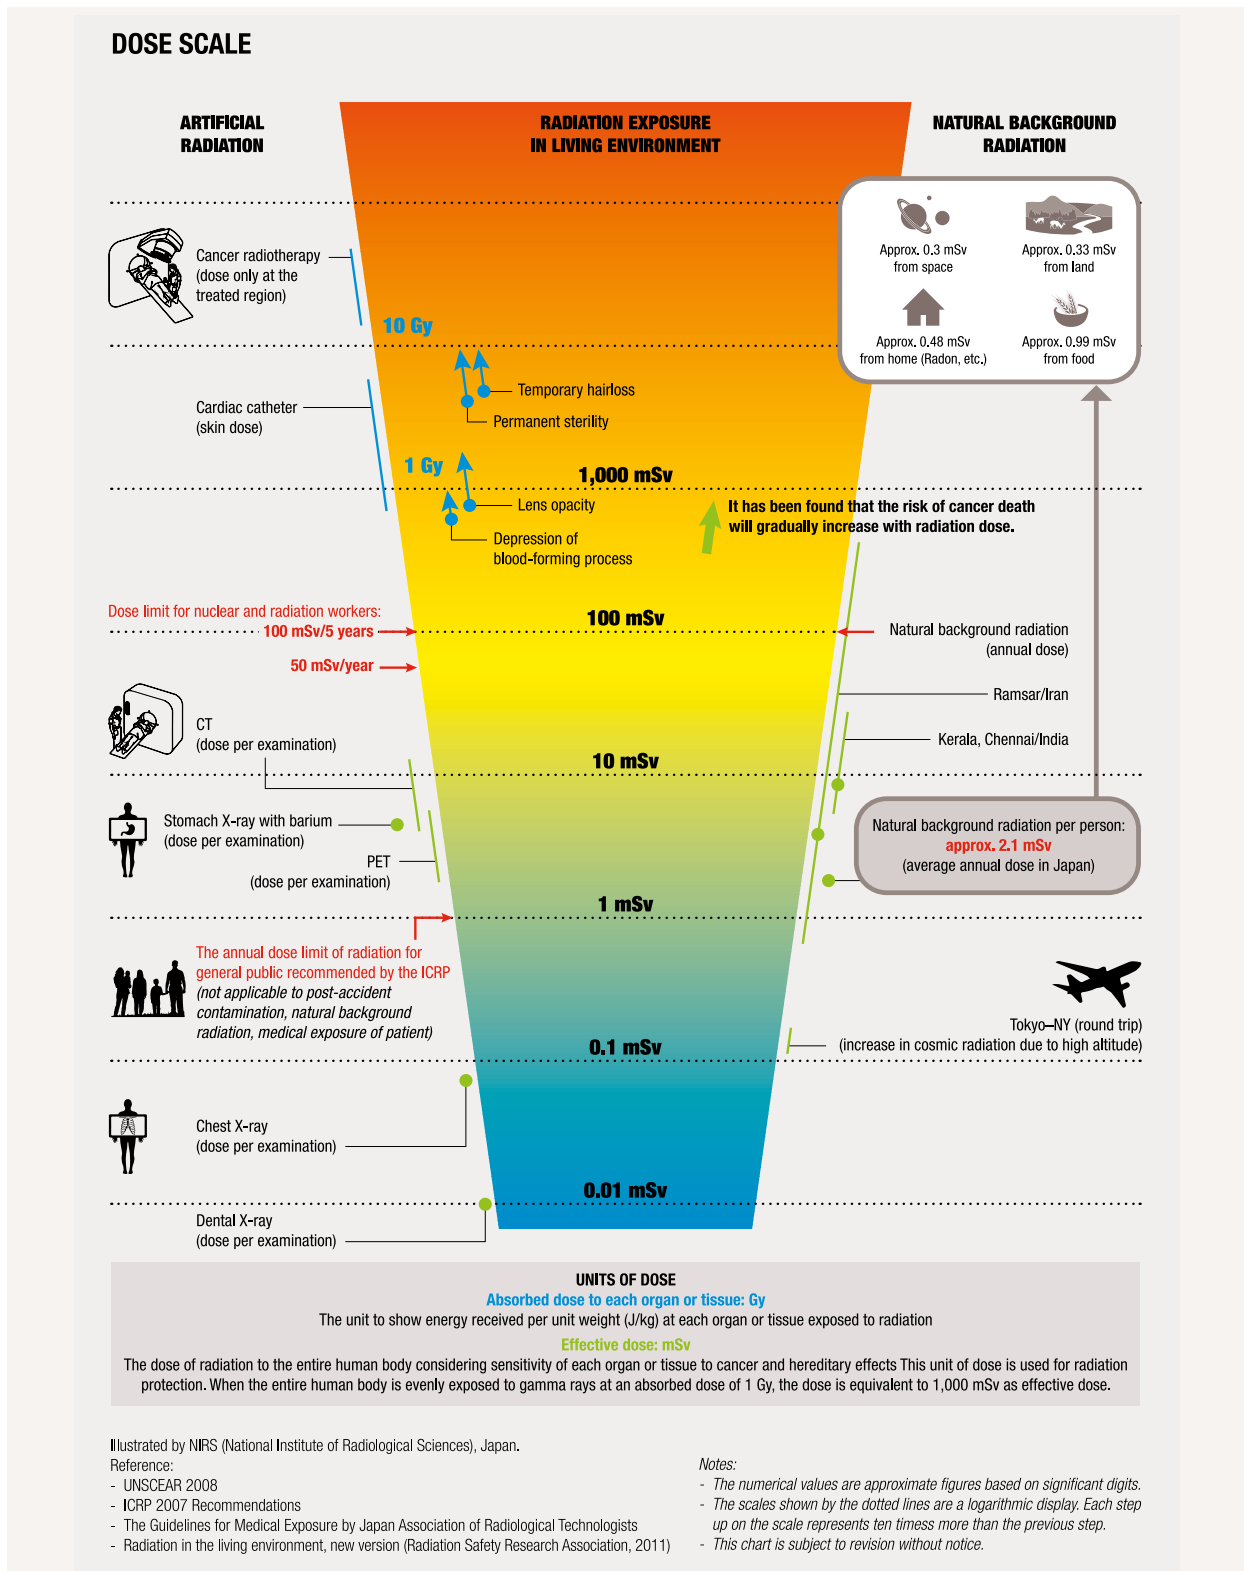 DOSE SCALE
ARTIFICIAL
RADIATION
RADIATION EXPOSURE
IN LIVING ENVIRONMENT
NATURAL BACKGROUND
RADIATION
Approx. 0.3 mSv
from space
Approx. 0.33 mSv
from land
Approx. 0.48 mSv
from home (Radon, etc.)
Approx. 0.99 mSv
from food
Cancer radiotherapy
(dose only at the
treated region)
10 Gy
Temporary hairloss
Permanent sterility
Cardiac catheter
(skin dose)
1 Gy
1,000 mSv
Lens opacity
Depression of
blood-forming process
It has been found that the risk of cancer death
will gradually increase with radiation dose.
Dose limit for nuclear and radiation workers:
100 mSv/5 years
100 mSv
Natural background radiation
(annual dose)
50 mSv/year
Ramsar/Iran
CT
(dose per examination)
Kerala, Chennai/India
10 mSv
Stomach X-ray with barium
(dose per examination)
PET
(dose per examination)
Natural background radiation per person:
approx. 2.1 mSv
(average annual dose in Japan)
1 mSv
The annual dose limit of radiation for
general public recommended by the ICRP
(not applicable to post-accident
contamination, natural background
radiation, medical exposure of patient)
Tokyo–NY (round trip)
(increase in cosmic radiation due to high altitude)
0.1 mSv
Chest X-ray
(dose per examination)
0.01 mSv
Dental X-ray
(dose per examination)
UNITS OF DOSE
Absorbed dose to each organ or tissue: Gy
The unit to show energy received per unit weight (J/kg) at each organ or tissue exposed to radiation
Effective dose: mSv
The dose of radiation to the entire human body considering sensitivity of each organ or tissue to cancer and hereditary effects This unit of dose is used for radiation
protection. When the entire human body is evenly exposed to gamma rays at an absorbed dose of 1 Gy, the dose is equivalent to 1,000 mSv as effective dose.
Illustrated by NIRS (National Institute of Radiological Sciences), Japan.
Reference:
- UNSCEAR 2008
- ICRP 2007 Recommendations
- The Guidelines for Medical Exposure by Japan Association of Radiological Technologists
- Radiation in the living environment, new version (Radiation Safety Research Association, 2011)
Notes:
- The numerical values are approximate figures based on significant digits.
- The scales shown by the dotted lines are a logarithmic display. Each step
up on the scale represents ten timess more than the previous step.
- This chart is subject to revision without notice.